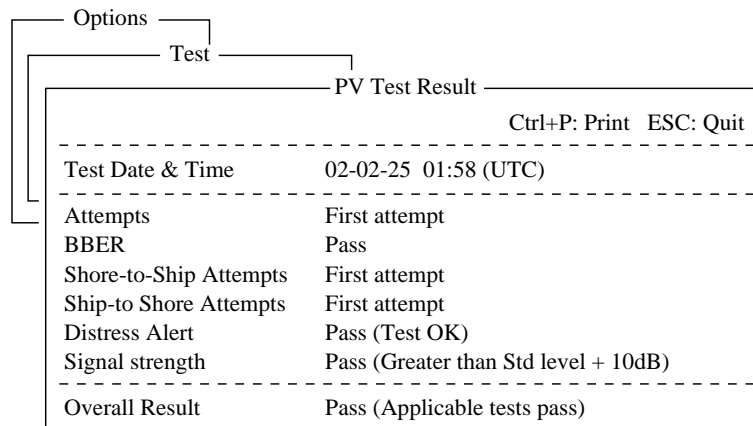 Options
Test
PV Test Result
Ctrl+P: Print ESC: Quit
Test Date & Time 02-02-25 01:58 (UTC)
Attempts First attempt
BBER Pass
Shore-to-Ship Attempts First attempt
Ship-to Shore Attempts First attempt
Distress Alert Pass (Test OK)
Signal strength Pass (Greater than Std level + 10dB)
Overall Result Pass (Applicable tests pass)